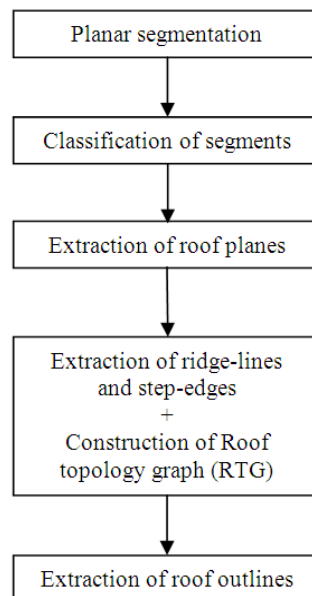 Planar segmentation
Classification of segments
Extraction of roof planes
Extraction of ridge-lines
and step-edges
+
Construction of Roof
topology graph (RTG)
Extraction of roof outlines